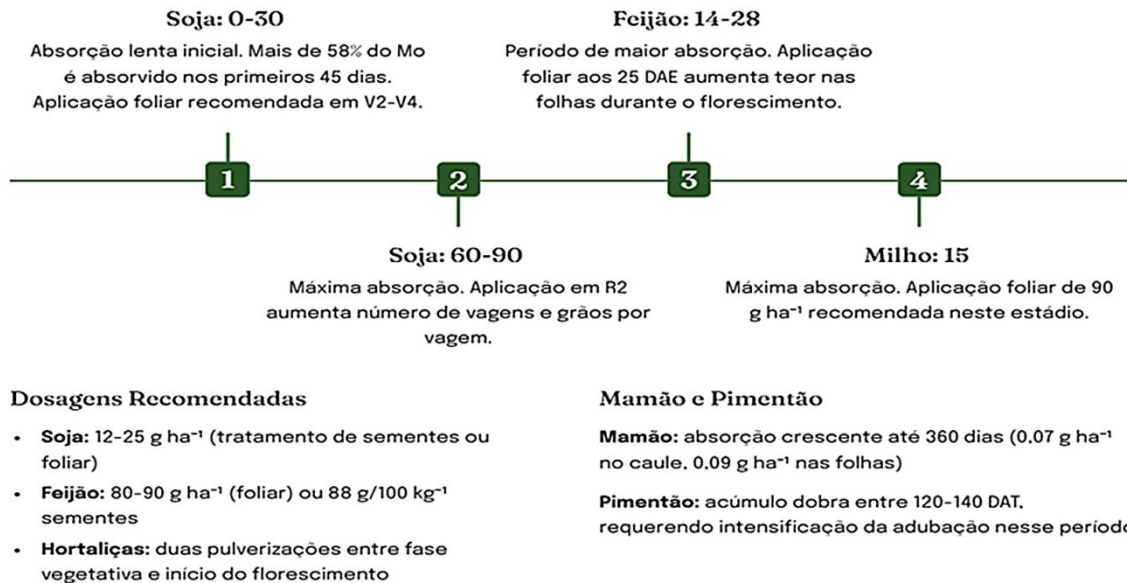 Soja: 0-30
Absorção lenta inicial. Mais de 58% do Mo
é absorvido nos primeiros 45 dias.
Aplicação foliar recomendada em V2-V4.
Feijão: 14-28
Período de maior absorção. Aplicação
foliar aos 25 DAE aumenta teor nas
folhas durante o florescimento.
1
2
3
4
Soja: 60-90
Máxima absorção. Aplicação em R2
aumenta número de vagens e grãos por
vagem.
Milho: 15
Máxima absorção. Aplicação foliar de 90
g ha⁻¹ recomendada neste estádio.
Dosagens Recomendadas
• Soja: 12-25 g ha⁻¹ (tratamento de sementes ou
foliar)
• Feijão: 80-90 g ha⁻¹ (foliar) ou 88 g/100 kg⁻¹
sementes
• Hortaliças: duas pulverizações entre fase
vegetativa e início do florescimento
Mamão e Pimentão
Mamão: absorção crescente até 360 dias (0,07 g ha⁻¹
no caule, 0,09 g ha⁻¹ nas folhas)
Pimentão: acúmulo dobra entre 120-140 DAT,
requerendo intensificação da adubação nesse período